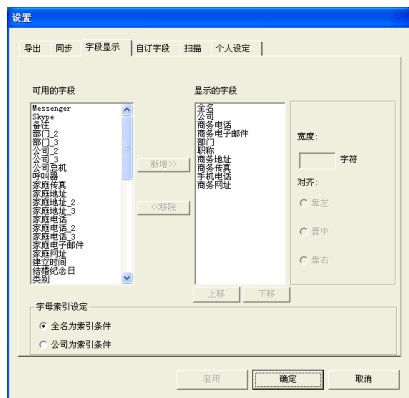 设置
导出 同步 字段显示 自订字段 扫描 个人设定
可用的字段 显示的字段
Messenger
Skype
备注
部门_2
部门_3
公司_2
公司_3
公司总机
呼叫器
家庭传真
家庭地址
家庭地址_2
家庭地址_3
家庭电话
家庭电话_2
家庭电话_3
家庭电子邮件
家庭网址
建立时间
结婚纪念日
类别
新增>>
<<移除
全名
公司
商务电话
商务电子邮件
部门
职称
商务地址
商务传真
手机电话
商务网址
宽度:
字符
对齐:
靠左
置中
靠右
上移 下移
字母索引设定
全名为索引条件
公司为索引条件
套用 确定 取消